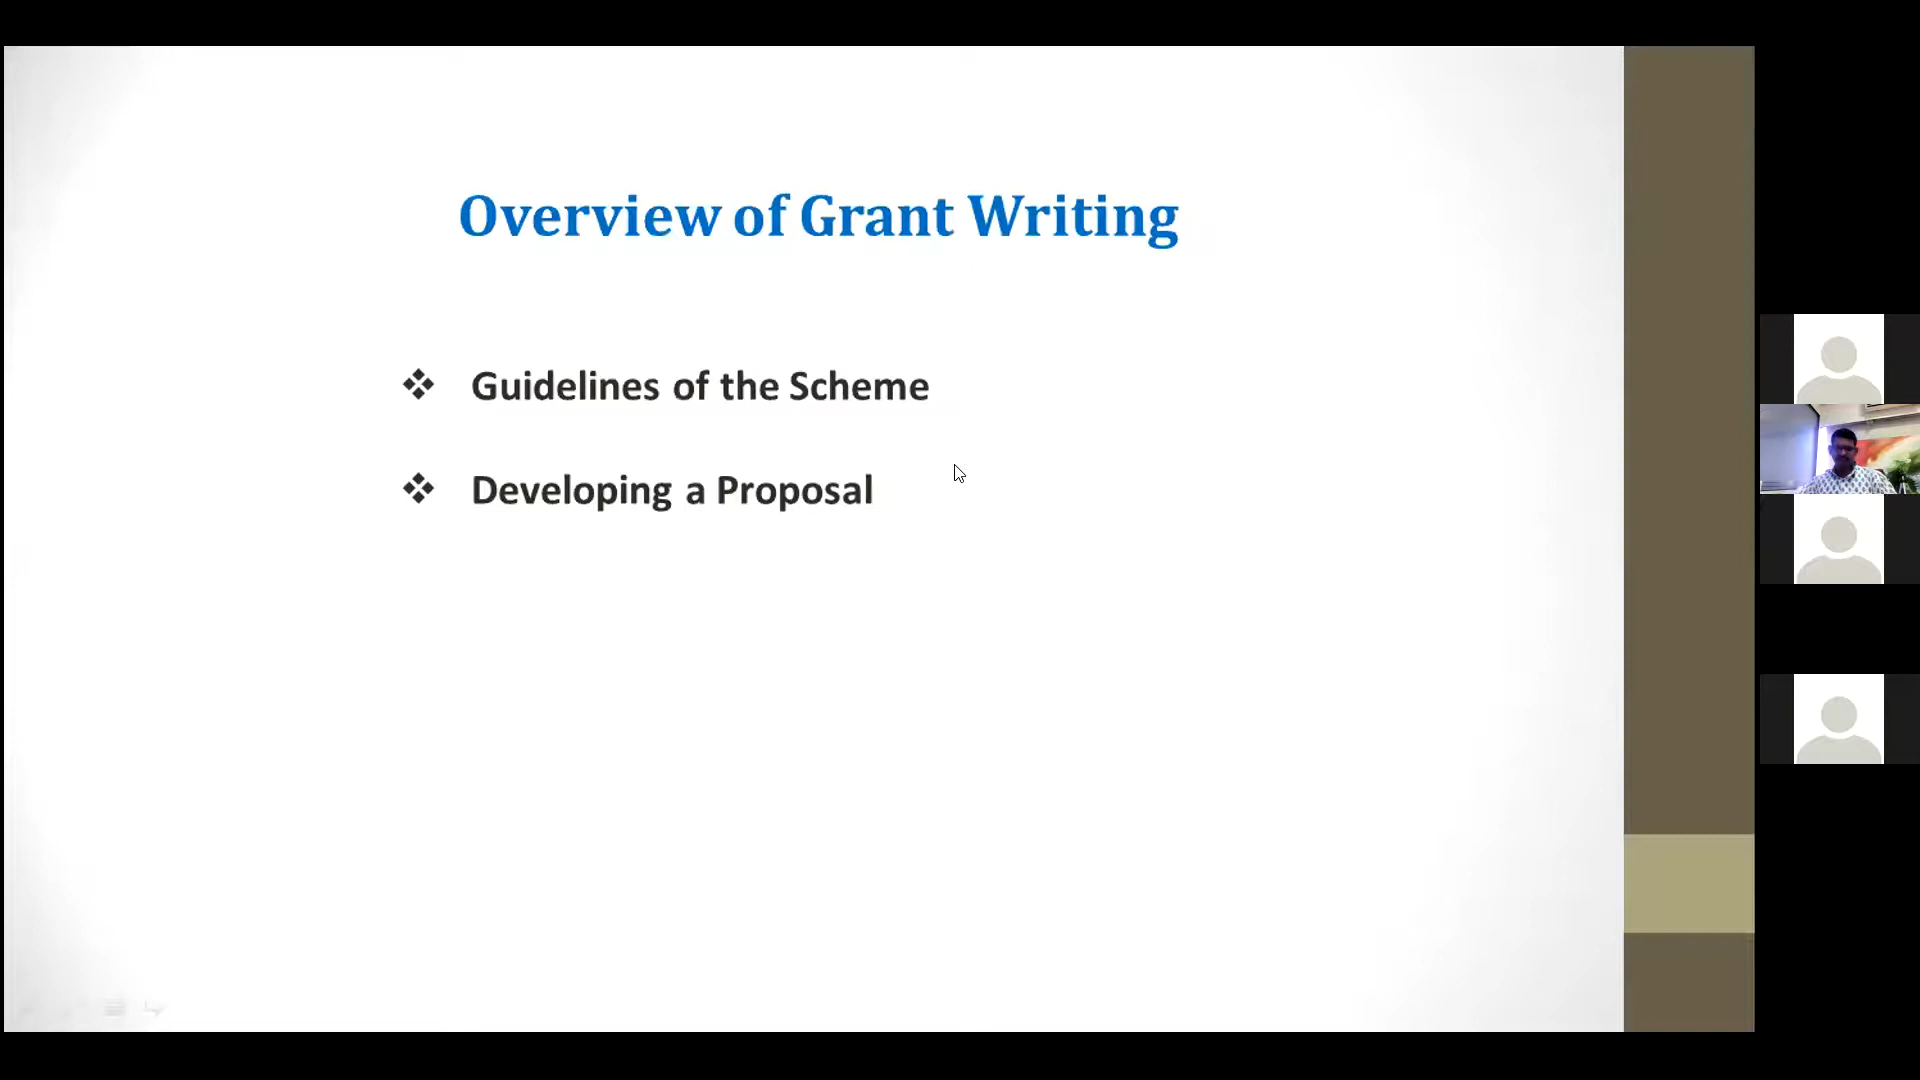 Overview of Grant Writing
Guidelines of the Scheme
Developing a Proposal